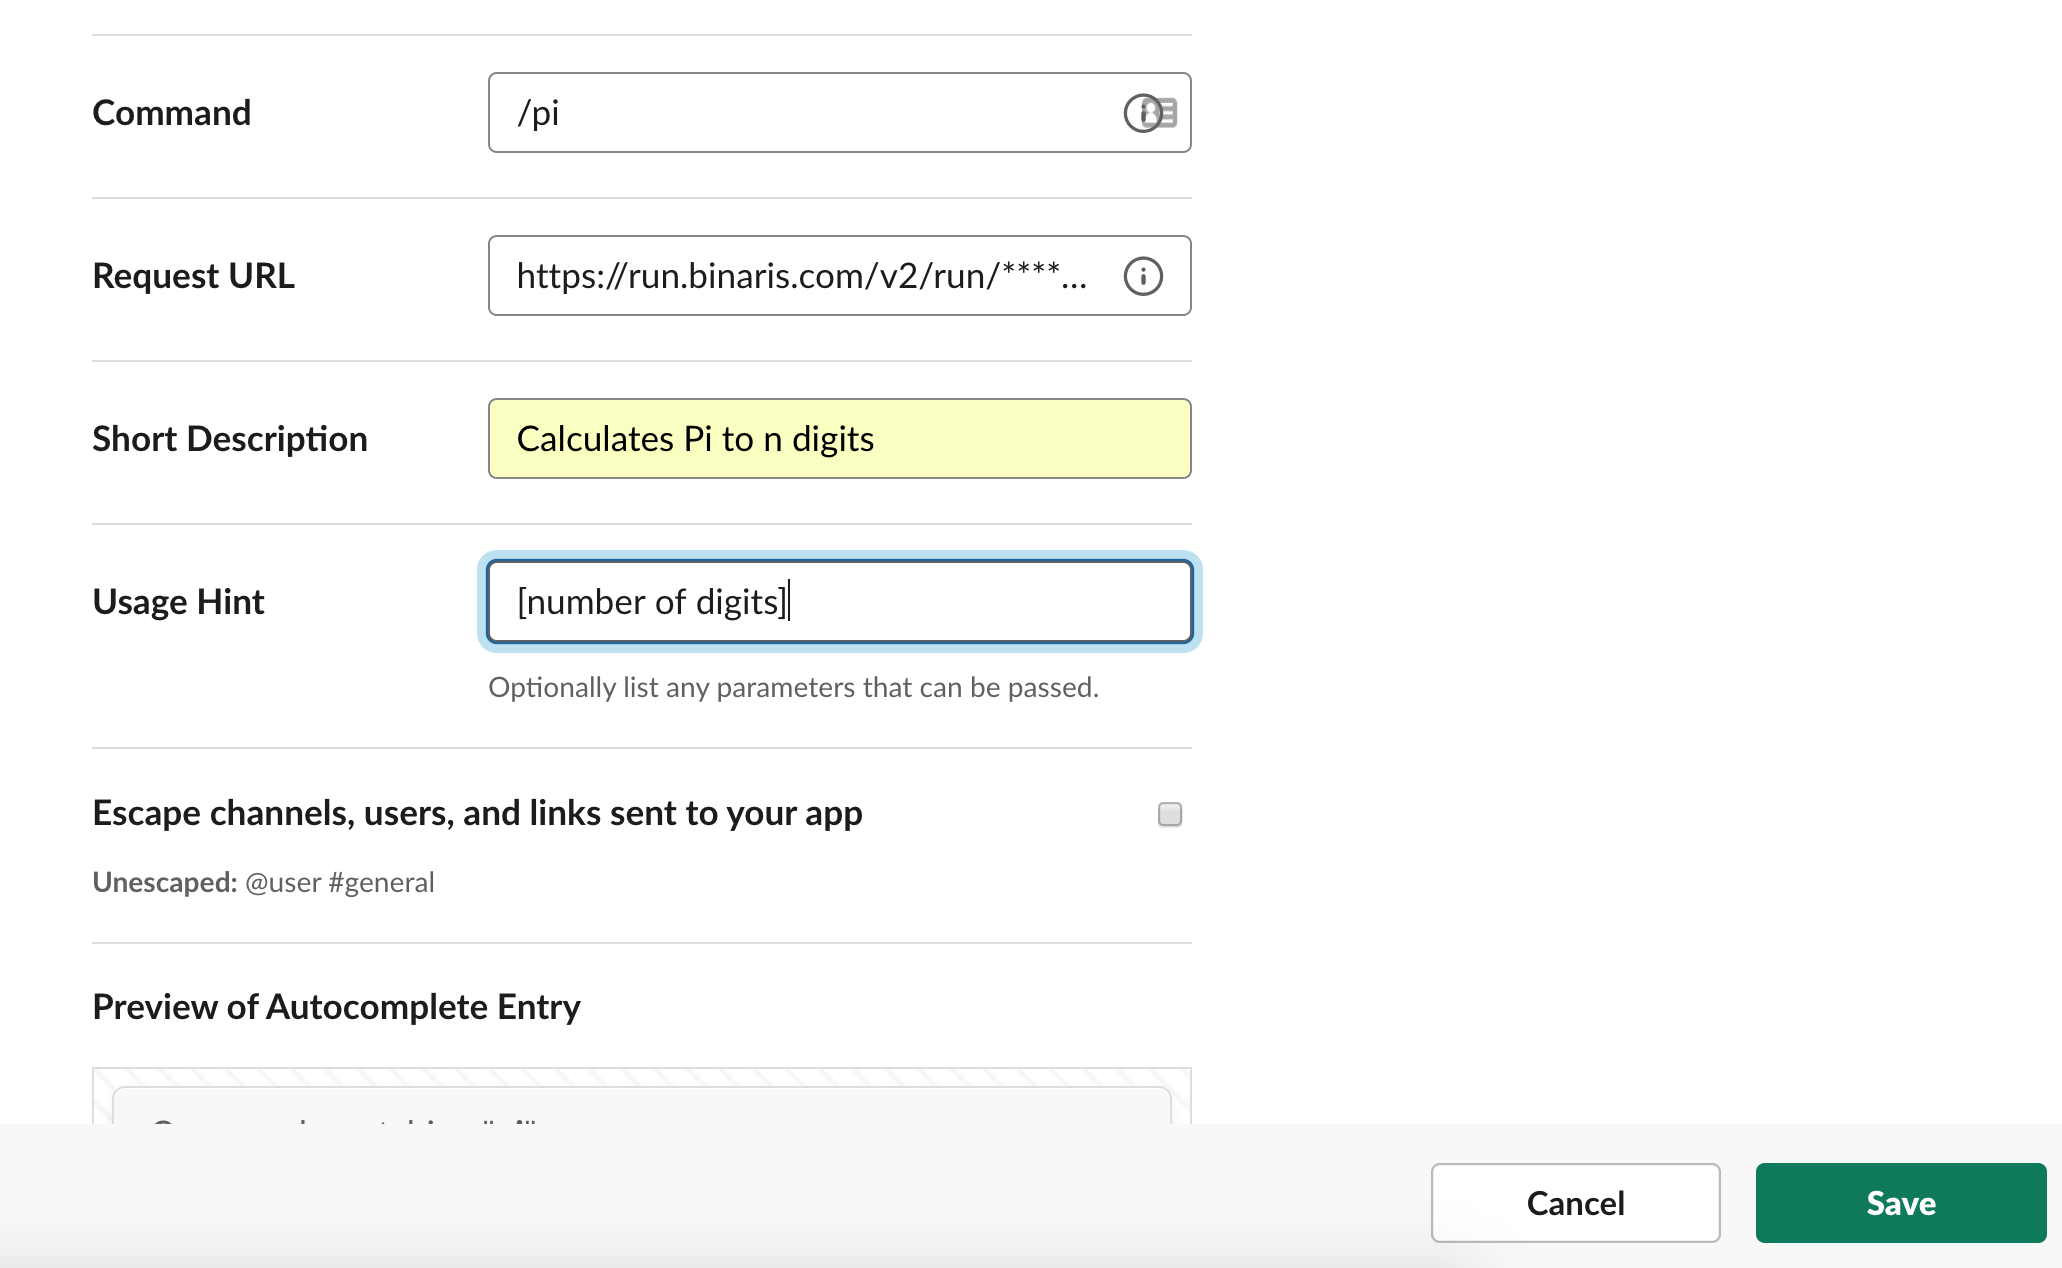 Command
/pi
Request URL
https://run.binaris.com/v2/run/****...
Short Description
Calculates Pi to n digits
Usage Hint
[number of digits]
Optionally list any parameters that can be passed.
Escape channels, users, and links sent to your app
Unescaped: @user #general
Preview of Autocomplete Entry
Cancel
Save